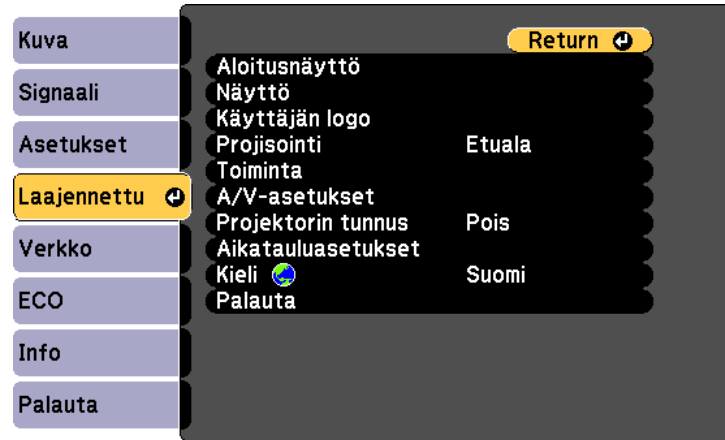 Kuva
Signaali
Asetukset
Laajennettu
Verkko
ECO
Info
Palauta
Return
Aloitusnäyttö
Näyttö
Käyttäjän logo
Projisointi Etuala
Toiminta
A/V-asetukset
Projektorin tunnus Pois
Aikatauluasetukset
Kieli Suomi
Palauta